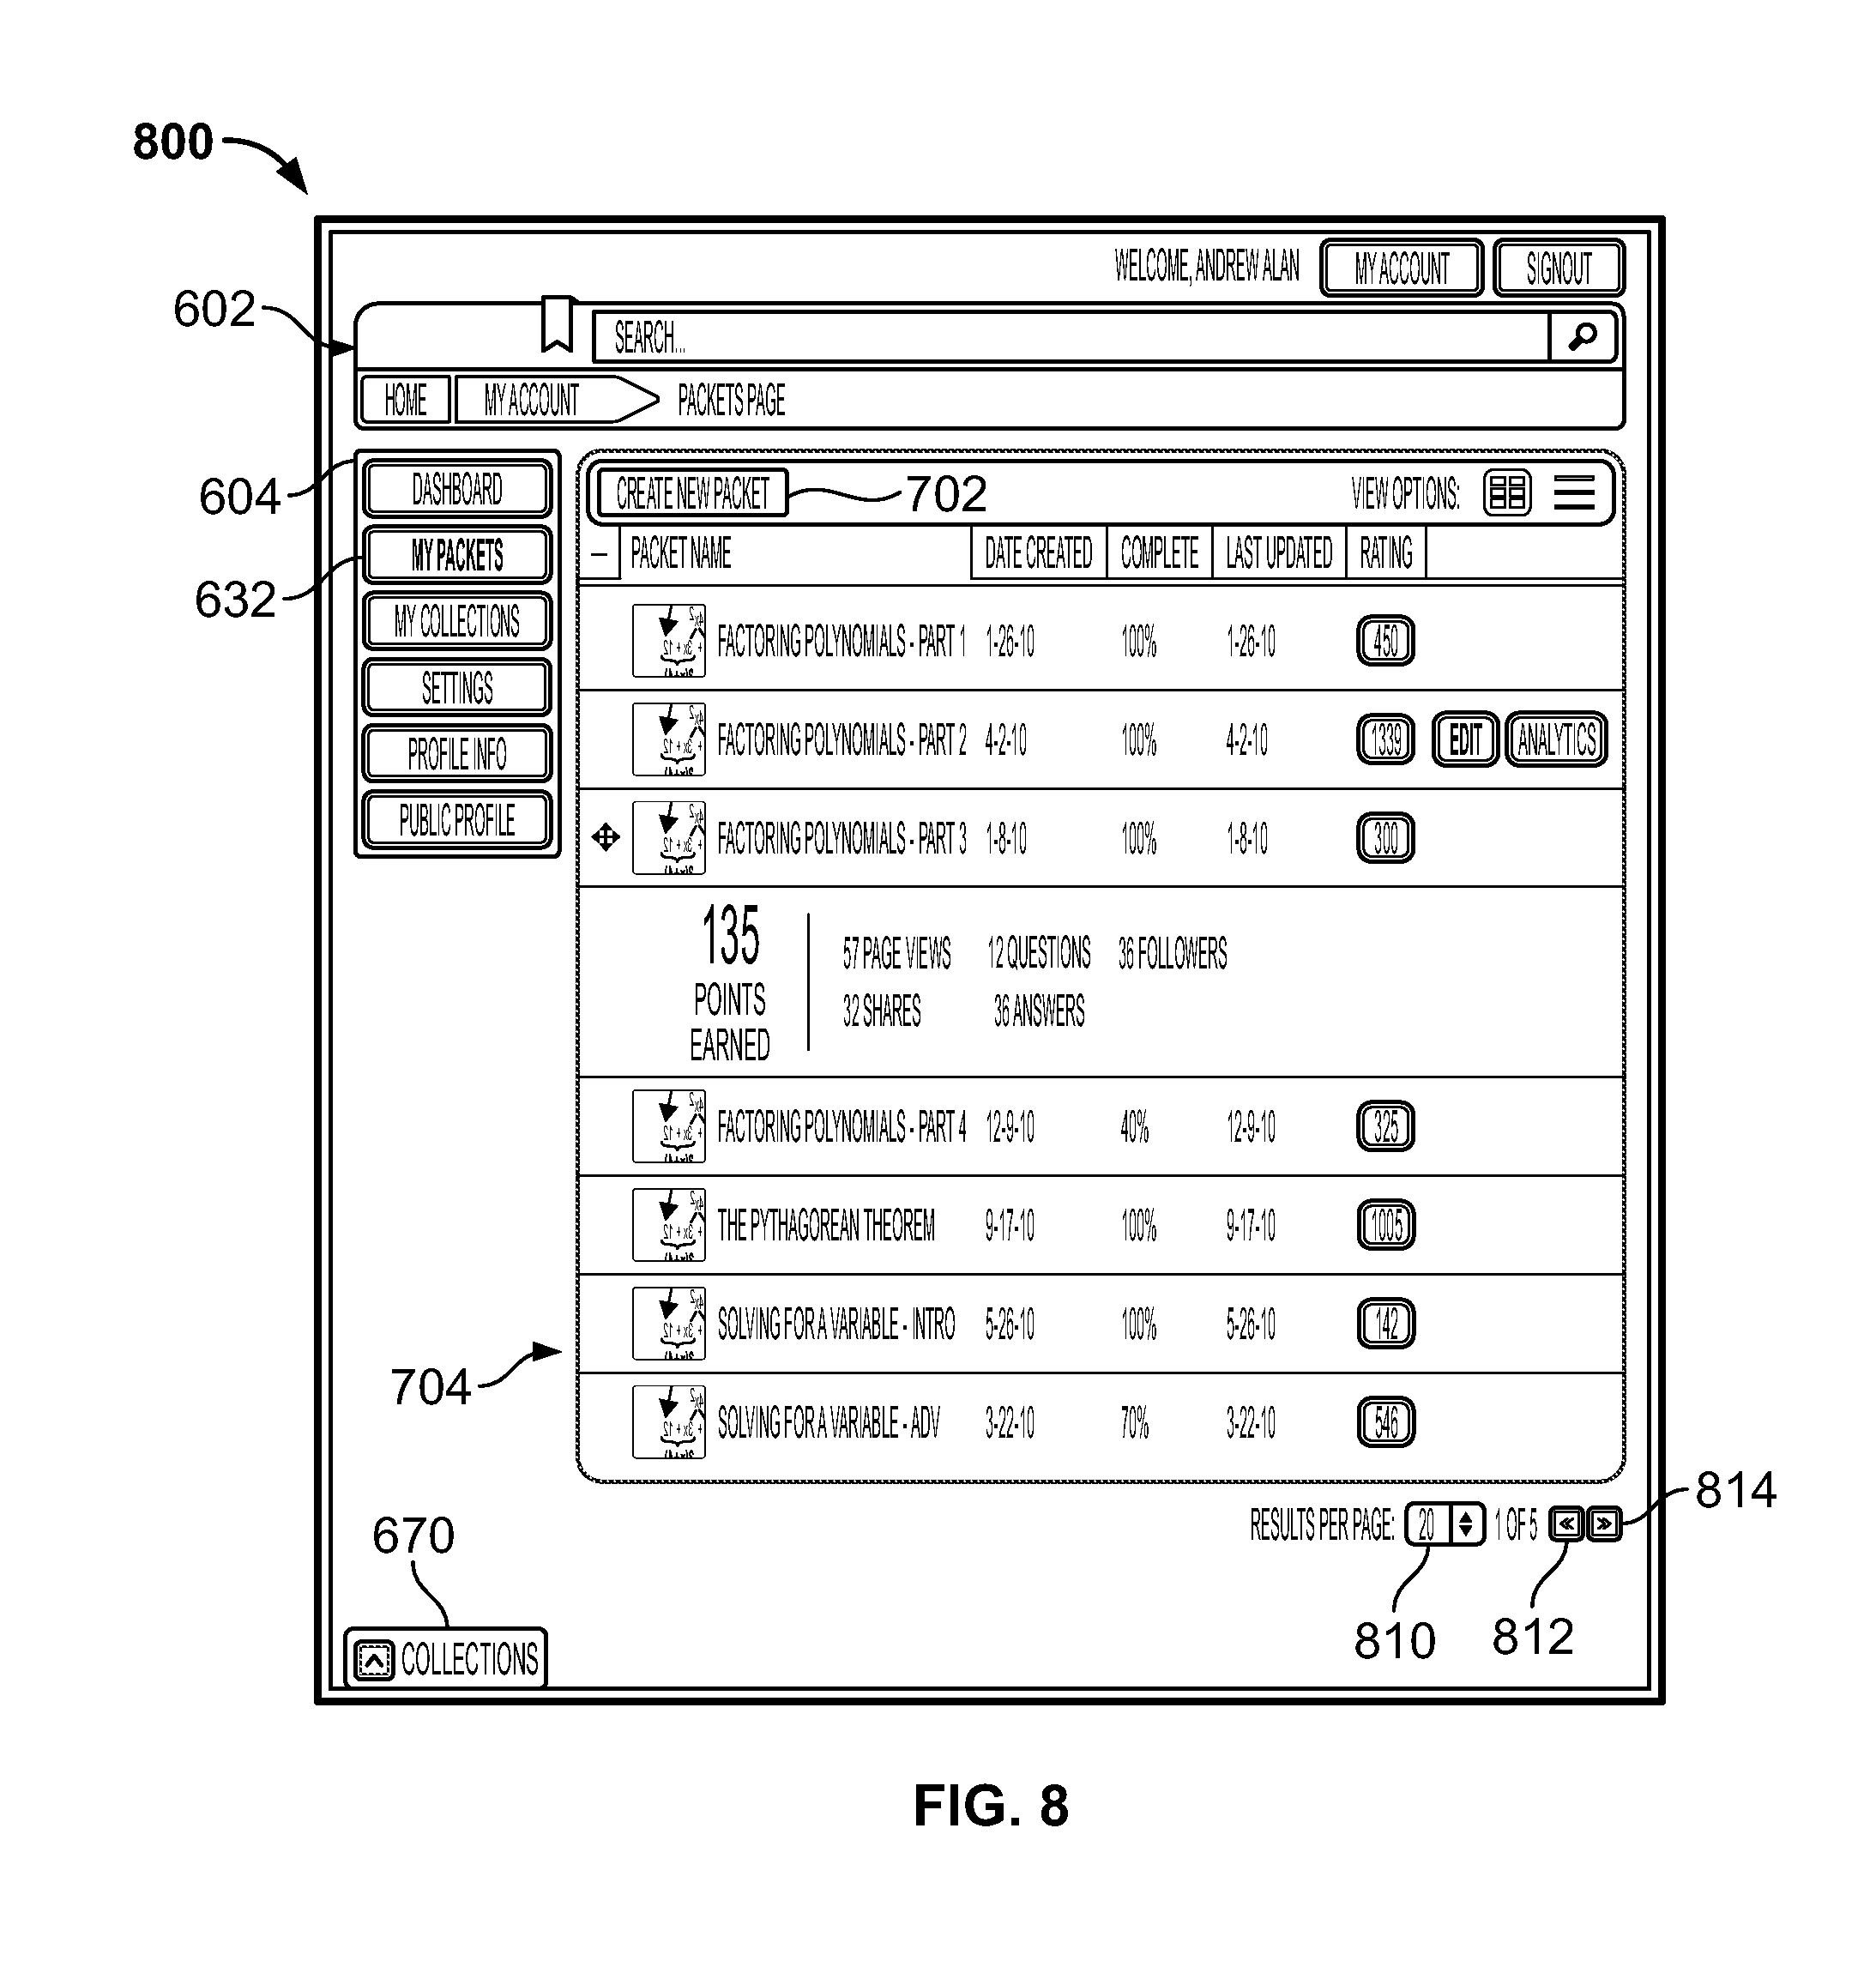 800
WELCOME, ANDREW ALAN MY ACCOUNT SIGNOUT
602
SEARCH...
HOME MY ACCOUNT PACKETS PAGE
604
DASHBOARD
632
MY PACKETS
MY COLLECTIONS
SETTINGS
PROFILE INFO
PUBLIC PROFILE
CREATE NEW PACKET 702 VIEW OPTIONS:
– PACKET NAME DATE CREATED COMPLETE LAST UPDATED RATING
FACTORING POLYNOMIALS - PART 1 1-26-10 100% 1-26-10 450
FACTORING POLYNOMIALS - PART 2 4-2-10 100% 4-2-10 1339 EDIT ANALYTICS
FACTORING POLYNOMIALS - PART 3 1-8-10 100% 1-8-10 300
135
POINTS
EARNED
57 PAGE VIEWS 12 QUESTIONS 36 FOLLOWERS
32 SHARES 36 ANSWERS
FACTORING POLYNOMIALS - PART 4 12-9-10 40% 12-9-10 325
THE PYTHAGOREAN THEOREM 9-17-10 100% 9-17-10 1005
SOLVING FOR A VARIABLE - INTRO 5-26-10 100% 5-26-10 142
704
SOLVING FOR A VARIABLE - ADV 3-22-10 70% 3-22-10 546
RESULTS PER PAGE: 20 1 OF 5 « »
814
810
812
670
COLLECTIONS
FIG. 8